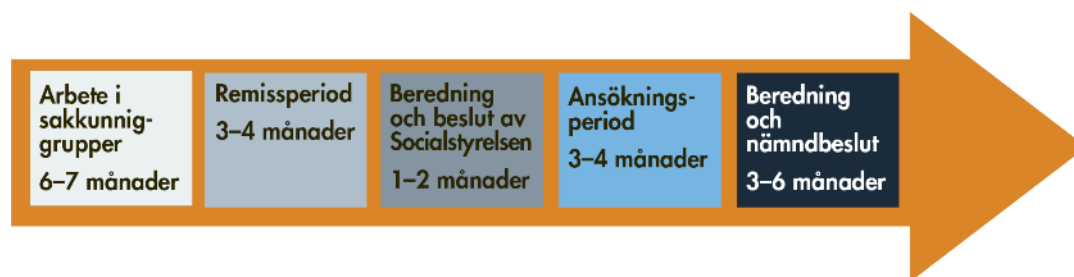 Arbete i
sakkunnig-
grupper
6–7 månader
Remissperiod
3–4 månader
Beredning
och beslut av
Socialstyrelsen
1–2 månader
Ansöknings-
period
3–4 månader
Beredning
och
nämndbeslut
3–6 månader